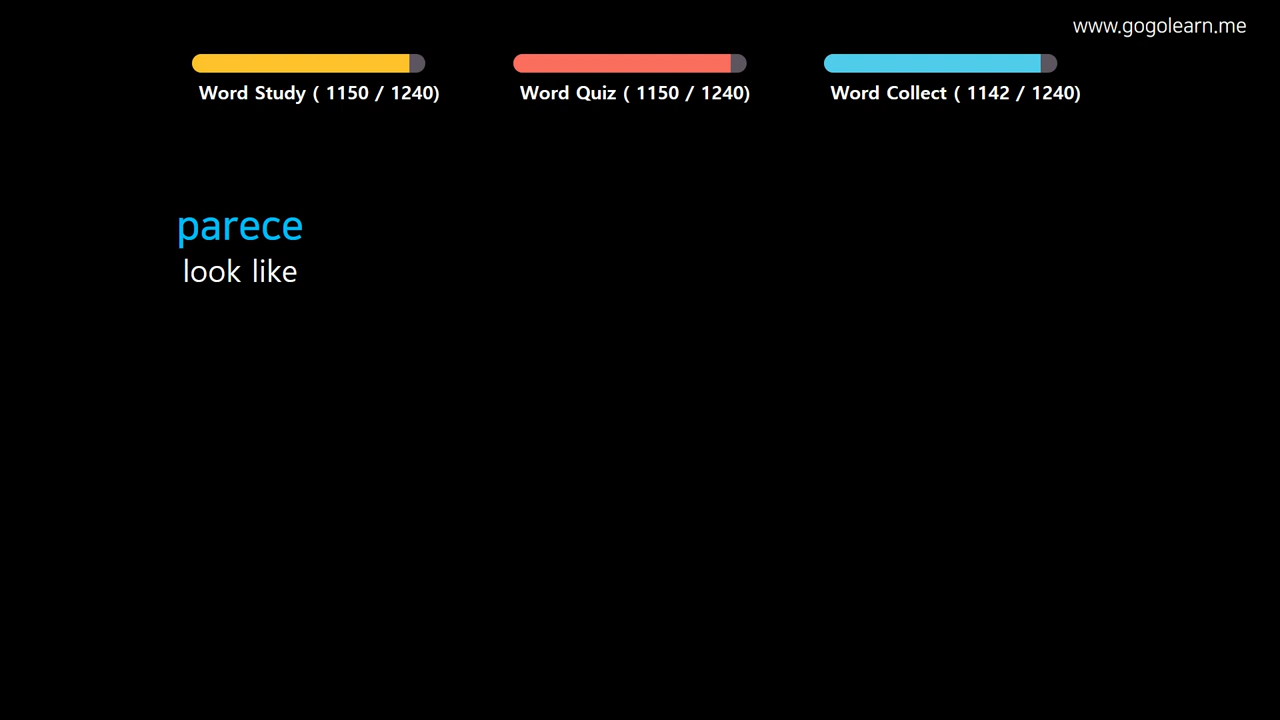 www.gogolearn.me
Word Study ( 1150 / 1240)
Word Quiz ( 1150 / 1240)
Word Collect ( 1142 / 1240)
parece
look like